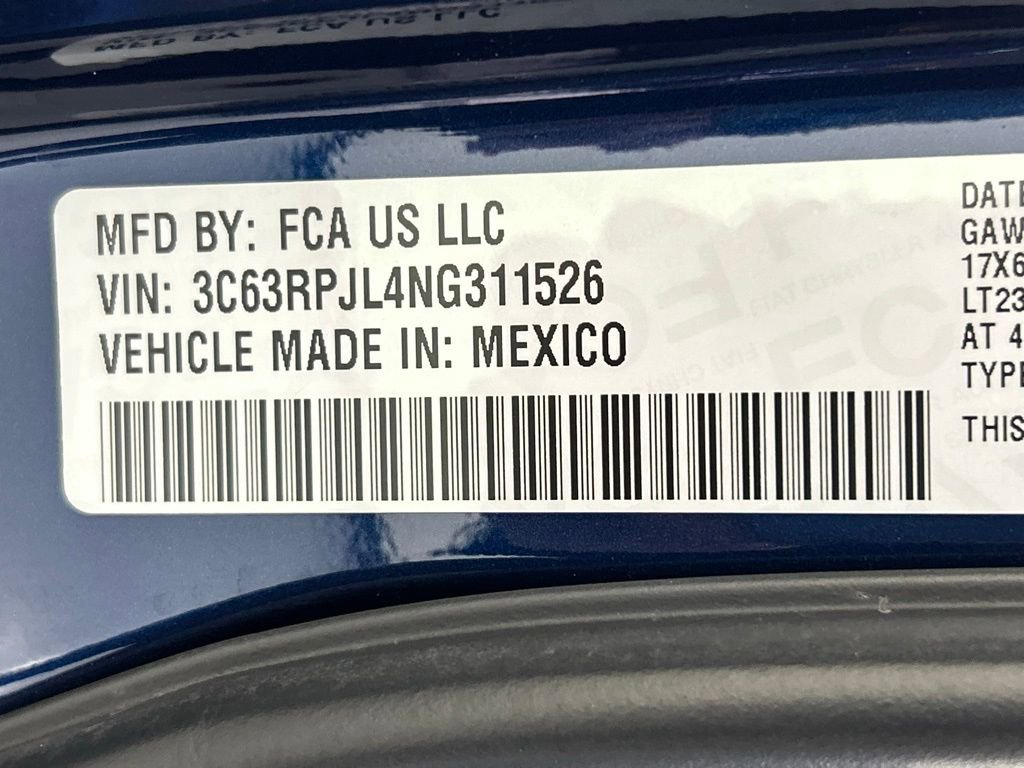 MFD BY: FCA US LLC
VIN: 3C63RPJL4NG311526
VEHICLE MADE IN: MEXICO
DATE
GAW
17X6
LT23
AT 4
TYPE
THIS